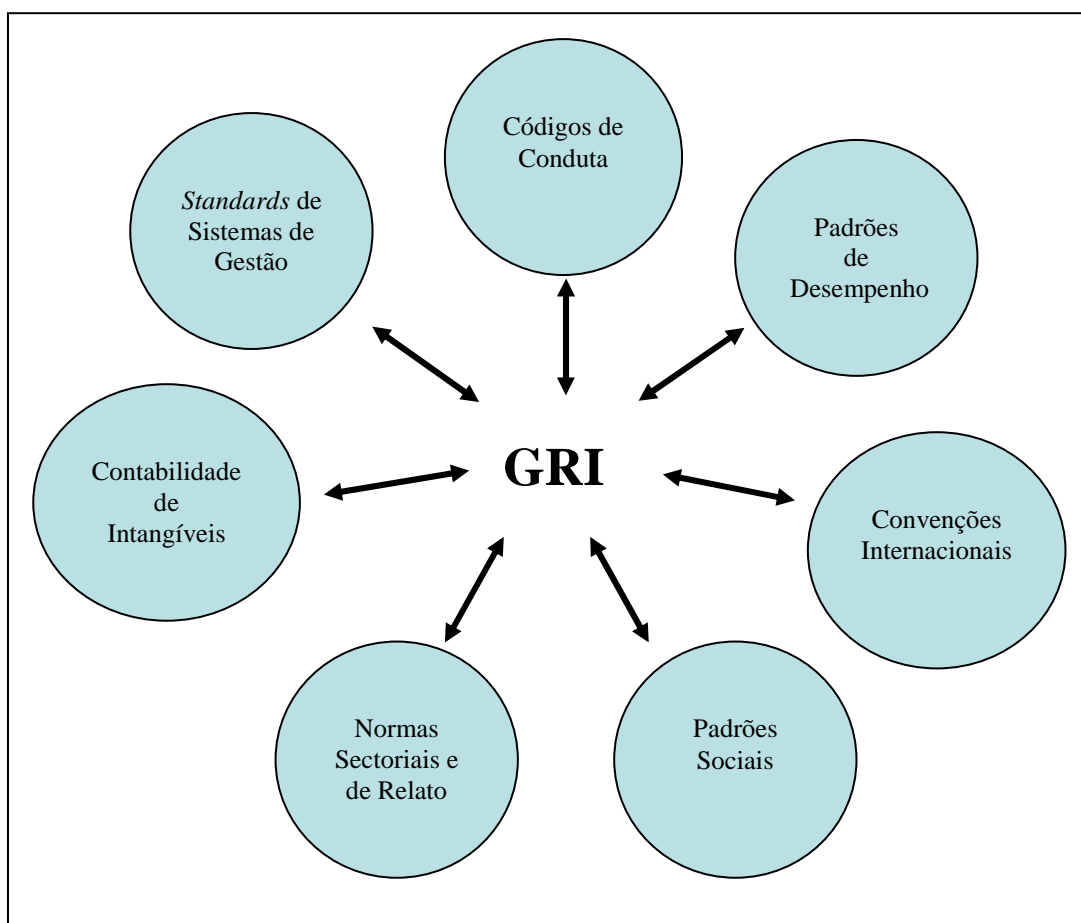 Códigos de
Conduta
Standards de
Sistemas de
Gestão
Padrões
de
Desempenho
GRI
Contabilidade
de
Intangíveis
Convenções
Internacionais
Normas
Sectoriais e
de Relato
Padrões
Sociais